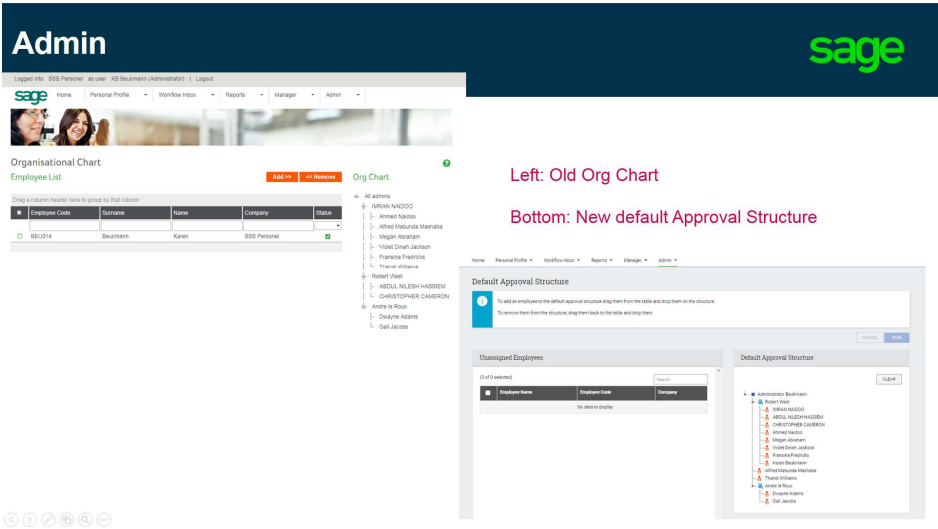 Admin
sage
Logged into SSS Personel as user KB Beukmann (Administrator) | Logout
sage Home Personal Profile Workflow Inbox Reports Manager Admin
Organisational Chart
Employee List
Add >> << Remove
Drag a column header here to group by that column
Employee Code Surname Name Company Status
BEU014 Beukmann Karen SSS Personel
Org Chart
All admins
IMRAN NAIDOO
Ahmed Naidoo
Alfred Mabunda Mashaba
Megan Abraham
Violet Dinah Jackson
Fransina Fredricks
Thandi Williams
Robert West
ABDUL NILESH HASSIEM
CHRISTOPHER CAMERON
Andre le Roux
Dwayne Adams
Gail Jacobs
Left: Old Org Chart
Bottom: New default Approval Structure
Home Personal Profile Workflow Inbox Reports Manager Admin
Default Approval Structure
To add an employee to the default approval structure drag them from the table and drop them on the structure.
To remove them from the structure, drag them back to the table and drop them.
CANCEL SAVE
Unassigned Employees
(0 of 0 selected)
Search
Employee Name Employee Code Company
No data to display
Default Approval Structure
CLEAR
Administrator Beukmann
Robert West
IMRAN NAIDOO
ABDUL NILESH HASSIEM
CHRISTOPHER CAMERON
Ahmed Naidoo
Megan Abraham
Violet Dinah Jackson
Fransina Fredricks
Karen Beukmann
Alfred Mabunda Mashaba
Thandi Williams
Andre le Roux
Dwayne Adams
Gail Jacobs